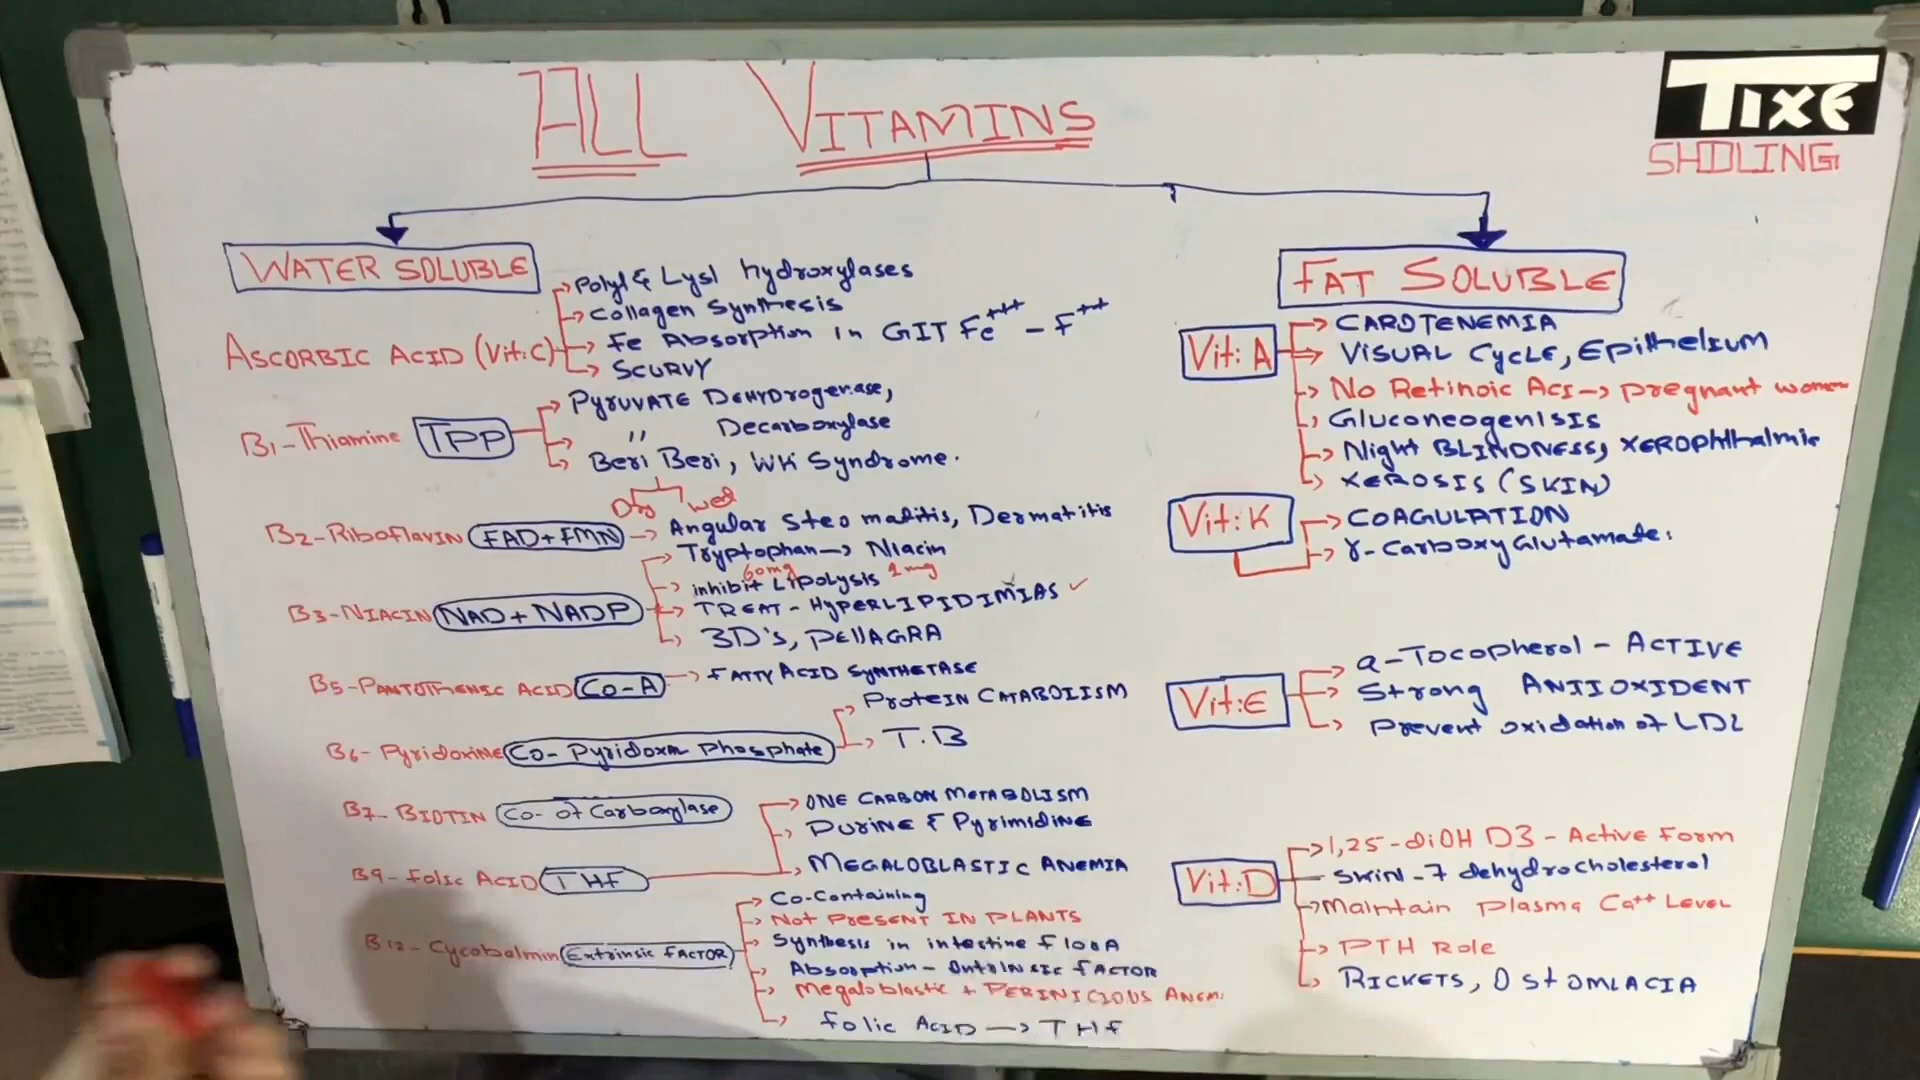 ALL VITAMINS
TIXE
SHDLING
WATER SOLUBLE
ASCORBIC ACID (Vit:C)
Polyl & Lysl hydroxylases
Collagen Synthesis
Fe Absorption in GIT Fe+++ - F++
SCURVY
B1-Thiamine TPP
PYRUVATE DEHYDrogenase,
" Decarboxylase
Beri Beri, WK Syndrome.
Dry wet
B2-Riboflavin FAD+FMN
Angular Steo matitis, Dermatitis
B3-NIACIN NAD+NADP
Tryptophan → Niacin
60mg 1mg
inhibit Lipolysis
TREAT - HYPERLIPIDIMIAS ✓
3D's, PEllAGRA
B5-PANTOTHENIC ACID CO-A
FATTY ACID SYNTHETASE
B6-Pyridoxine Co-Pyridoxal Phosphate
Protein CATABOLISM
T.B
B7-BIOTIN Co- of Carboxylase
B9-Folic ACID THF
ONE CARBON METABOLISM
PURINE & Pyrimidine
MEGALOBLASTIC ANEMIA
B12-Cycobalmin Extrinsic FACTOR
Co-Containing
Not PRESENT IN PLANTS
Synthesis in intestine floRA
Absorption - INtRINSIC FACTOR
Megaloblastic + PERINICIOUS ANEM.
folic ACID → THF
FAT SOLUBLE
Vit:A
CAROTENEMIA
VISUAL CYCLE, Epithelium
No Retinoic Aci → pregnant women
Gluconeogenisis
Night BLINDNESS, XEROPHthalmie
XEROSIS (SKIN)
Vit:K
COAGULATION
γ-Carboxy Glutamate.
Vit:E
α-Tocopherol - ACTIVE
Strong ANTIOXIDENT
Prevent oxidation of LDL
Vit:D
1,25-diOH D3 - Active Form
SKIN - 7 dehydrocholesterol
Maintain Plasma Ca++ Level
PTH Role
RICKETS, OStOMLACIA